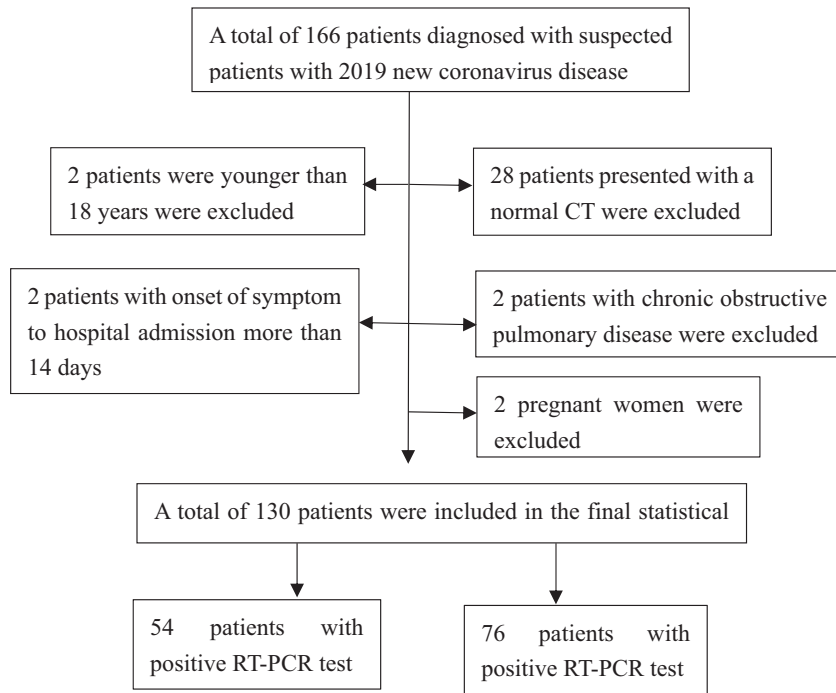 A total of 166 patients diagnosed with suspected
patients with 2019 new coronavirus disease
2 patients were younger than
18 years were excluded
28 patients presented with a
normal CT were excluded
2 patients with onset of symptom
to hospital admission more than
14 days
2 patients with chronic obstructive
pulmonary disease were excluded
2 pregnant women were
excluded
A total of 130 patients were included in the final statistical
54 patients with
positive RT-PCR test
76 patients with
positive RT-PCR test